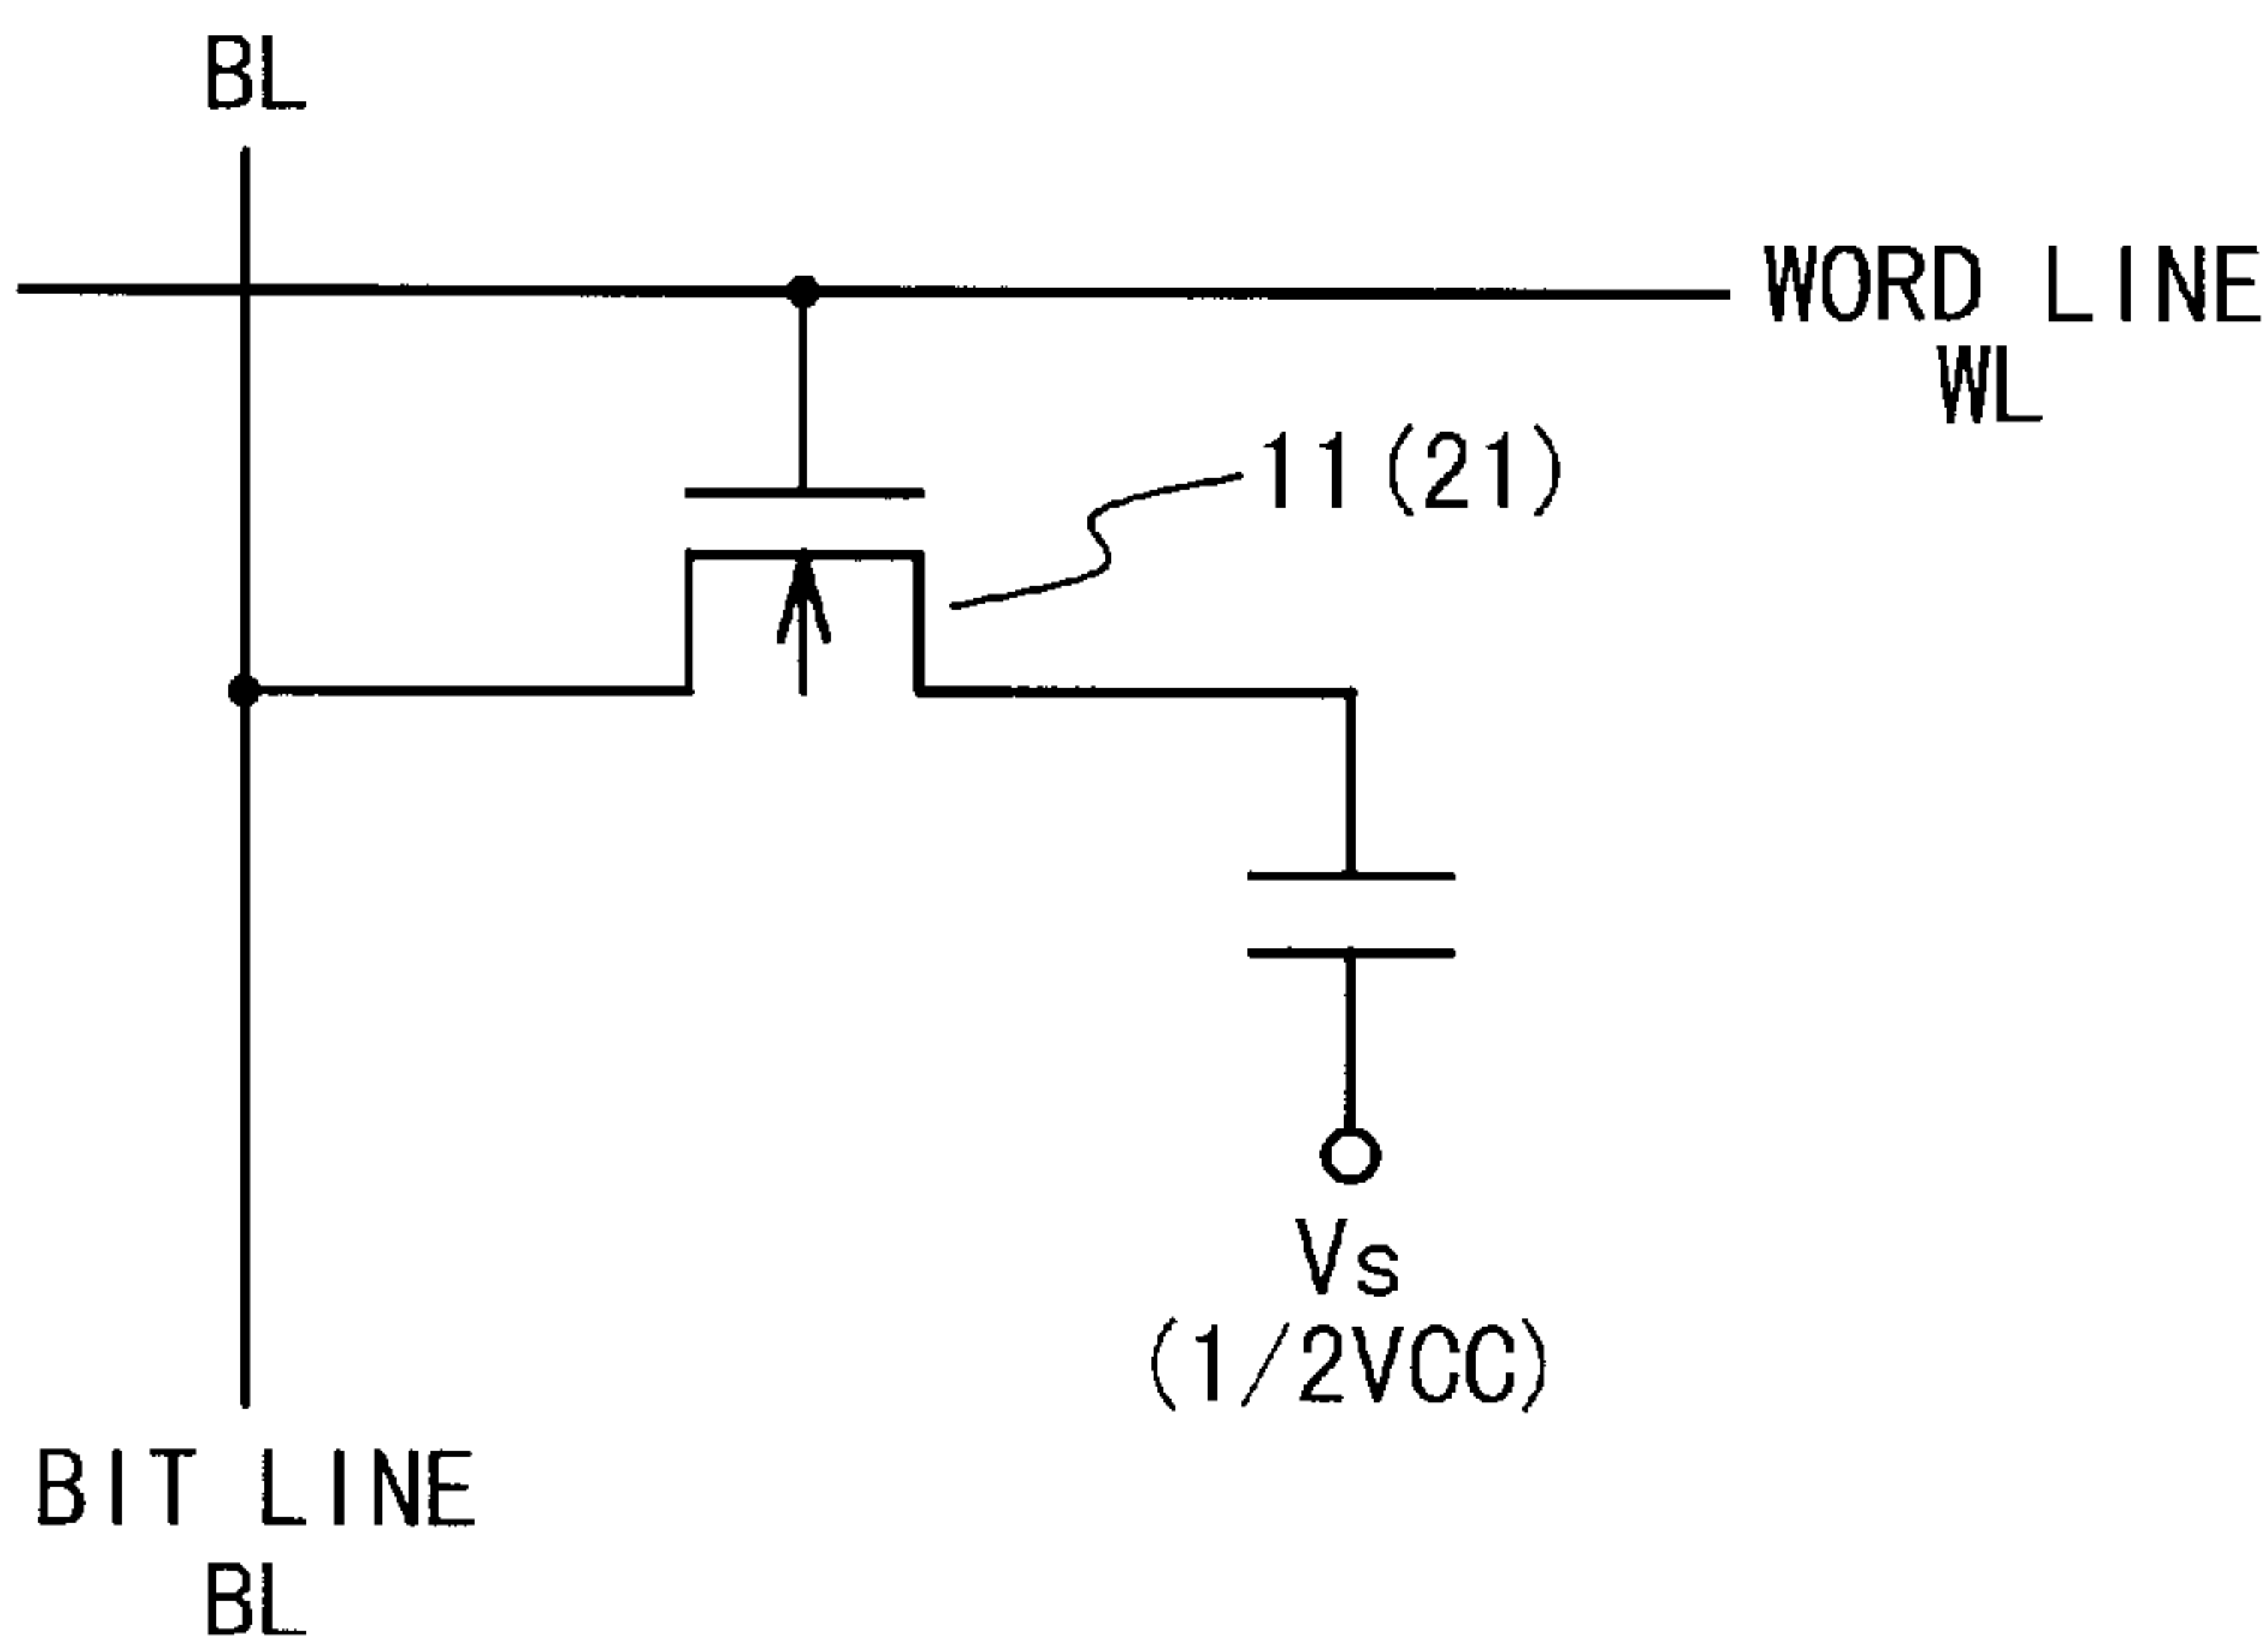 BL
WORD LINE
WL
11(21)
Vs
(1/2VCC)
BIT LINE
BL